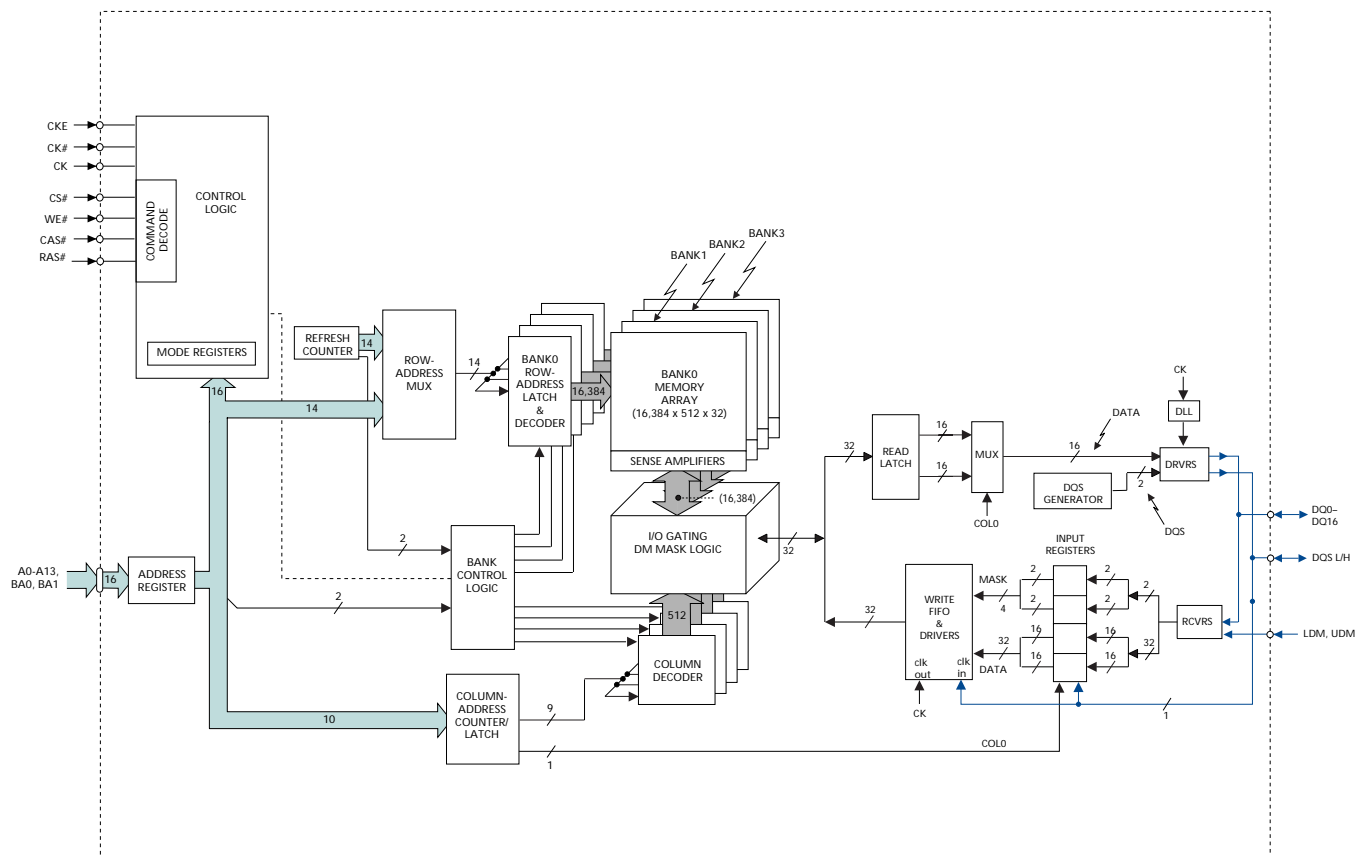 CKE
CK#
CK
CS#
WE#
CAS#
RAS#
COMMAND
DECODE
CONTROL
LOGIC
MODE REGISTERS
16
REFRESH
COUNTER
14
14
ROW-
ADDRESS
MUX
14
BANK0
ROW-
ADDRESS
LATCH
&
DECODER
16,384
BANK1
BANK2
BANK3
BANK0
MEMORY
ARRAY
(16,384 x 512 x 32)
SENSE AMPLIFIERS
(16,384)
I/O GATING
DM MASK LOGIC
32
512
COLUMN
DECODER
A0-A13,
BA0, BA1
16
ADDRESS
REGISTER
2
2
BANK
CONTROL
LOGIC
10
COLUMN-
ADDRESS
COUNTER/
LATCH
9
1
COL0
32
READ
LATCH
16
16
MUX
COL0
16
DATA
CK
DLL
DRVRS
DQS
GENERATOR
2
DQS
DQ0–
DQ16
DQS L/H
LDM, UDM
INPUT
REGISTERS
32
WRITE
FIFO
&
DRIVERS
clk
out
clk
in
CK
MASK
4
32
DATA
2
2
16
16
2
2
16
16
2
32
RCVRS
1